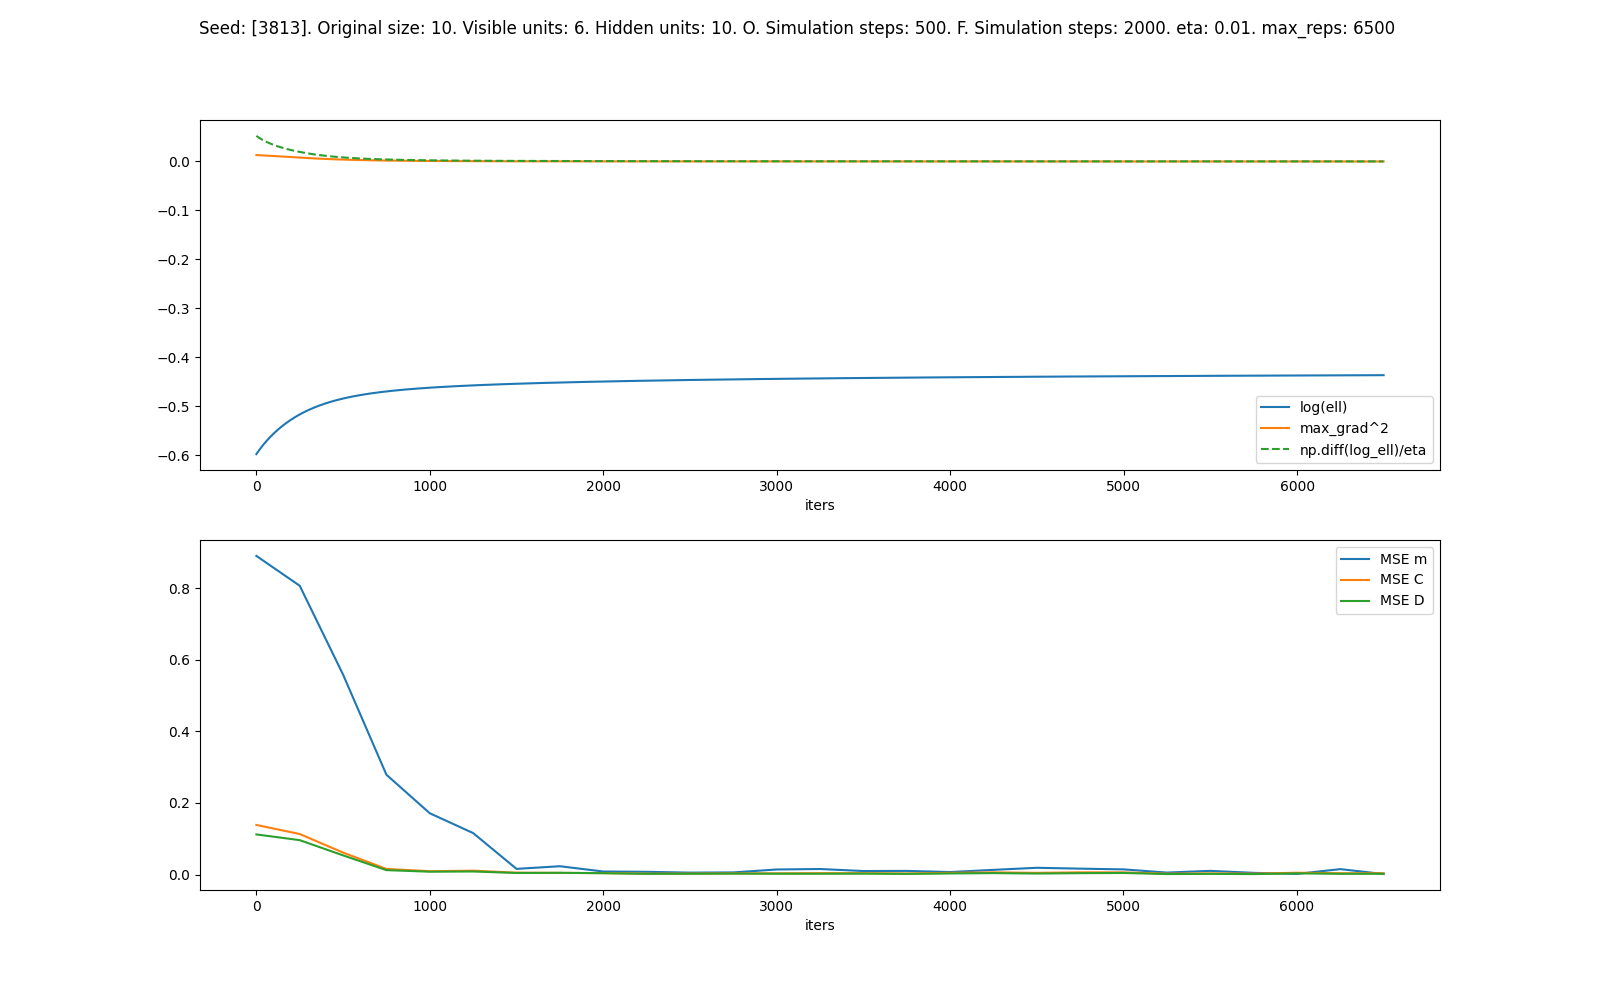 Seed: [3813]. Original size: 10. Visible units: 6. Hidden units: 10. O. Simulation steps: 500. F. Simulation steps: 2000. eta: 0.01. max_reps: 6500
0.0
−0.1
−0.2
−0.3
−0.4
−0.5
−0.6
log(ell)
max_grad^2
np.diff(log_ell)/eta
0 1000 2000 3000 4000 5000 6000
iters
0.8
0.6
0.4
0.2
0.0
MSE m
MSE C
MSE D
0 1000 2000 3000 4000 5000 6000
iters